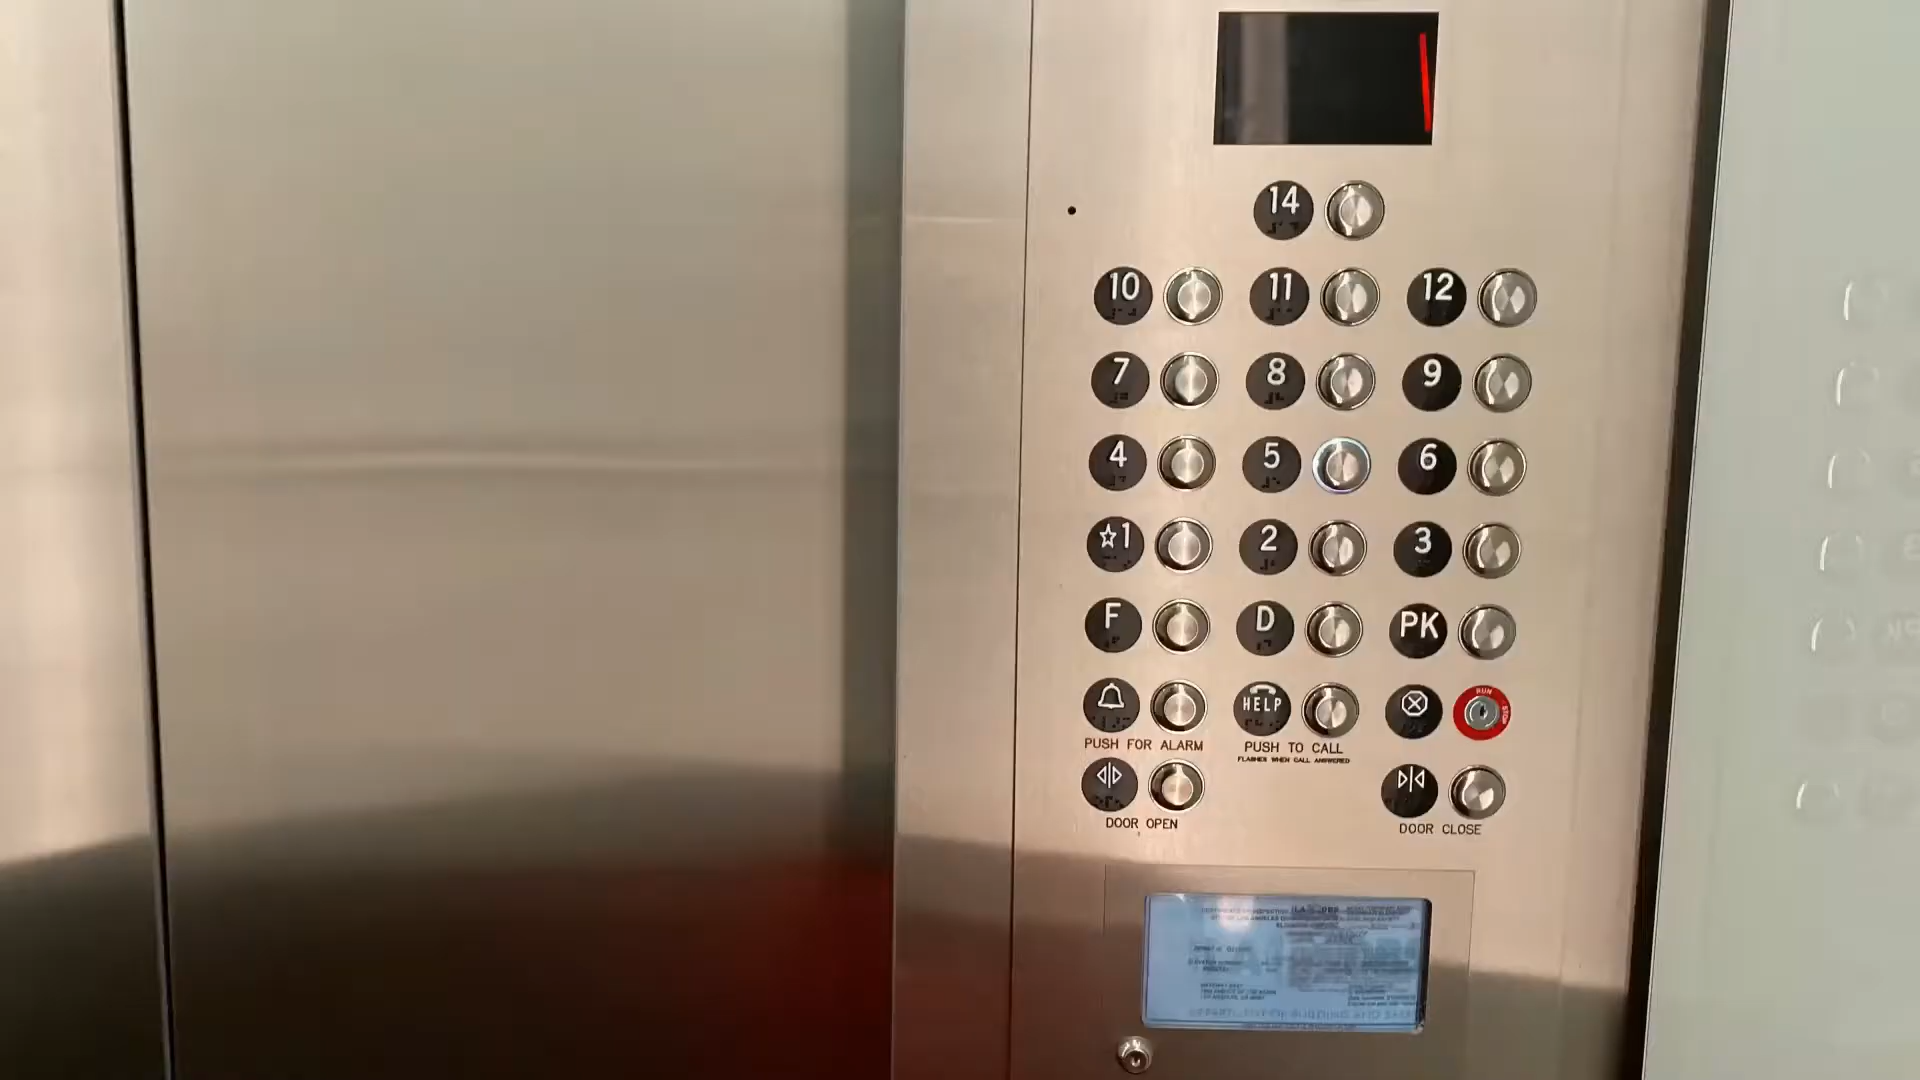 1
14
10 11 12
7 8 9
4 5 6
☆1 2 3
F D PK
HELP
RUN
STOP
PUSH FOR ALARM
PUSH TO CALL
FLASHES WHEN CALL ANSWERED
DOOR OPEN
DOOR CLOSE